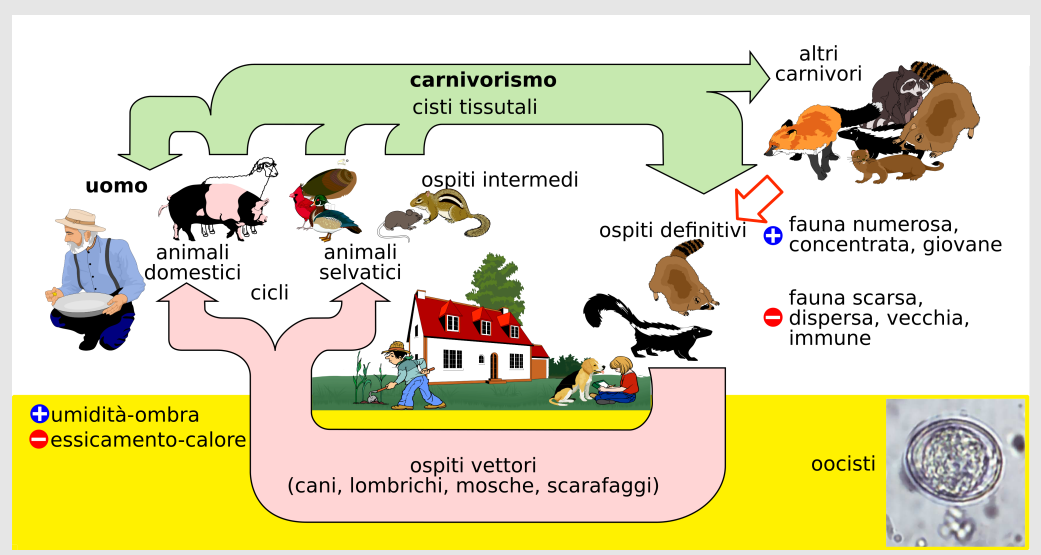 altri
carnivori
carnivorismo
cisti tissutali
uomo
ospiti intermedi
ospiti definitivi
fauna numerosa,
concentrata, giovane
animali
domestici
animali
selvatici
cicli
fauna scarsa,
dispersa, vecchia,
immune
umidità-ombra
essicamento-calore
ospiti vettori
(cani, lombrichi, mosche, scarafaggi)
oocisti